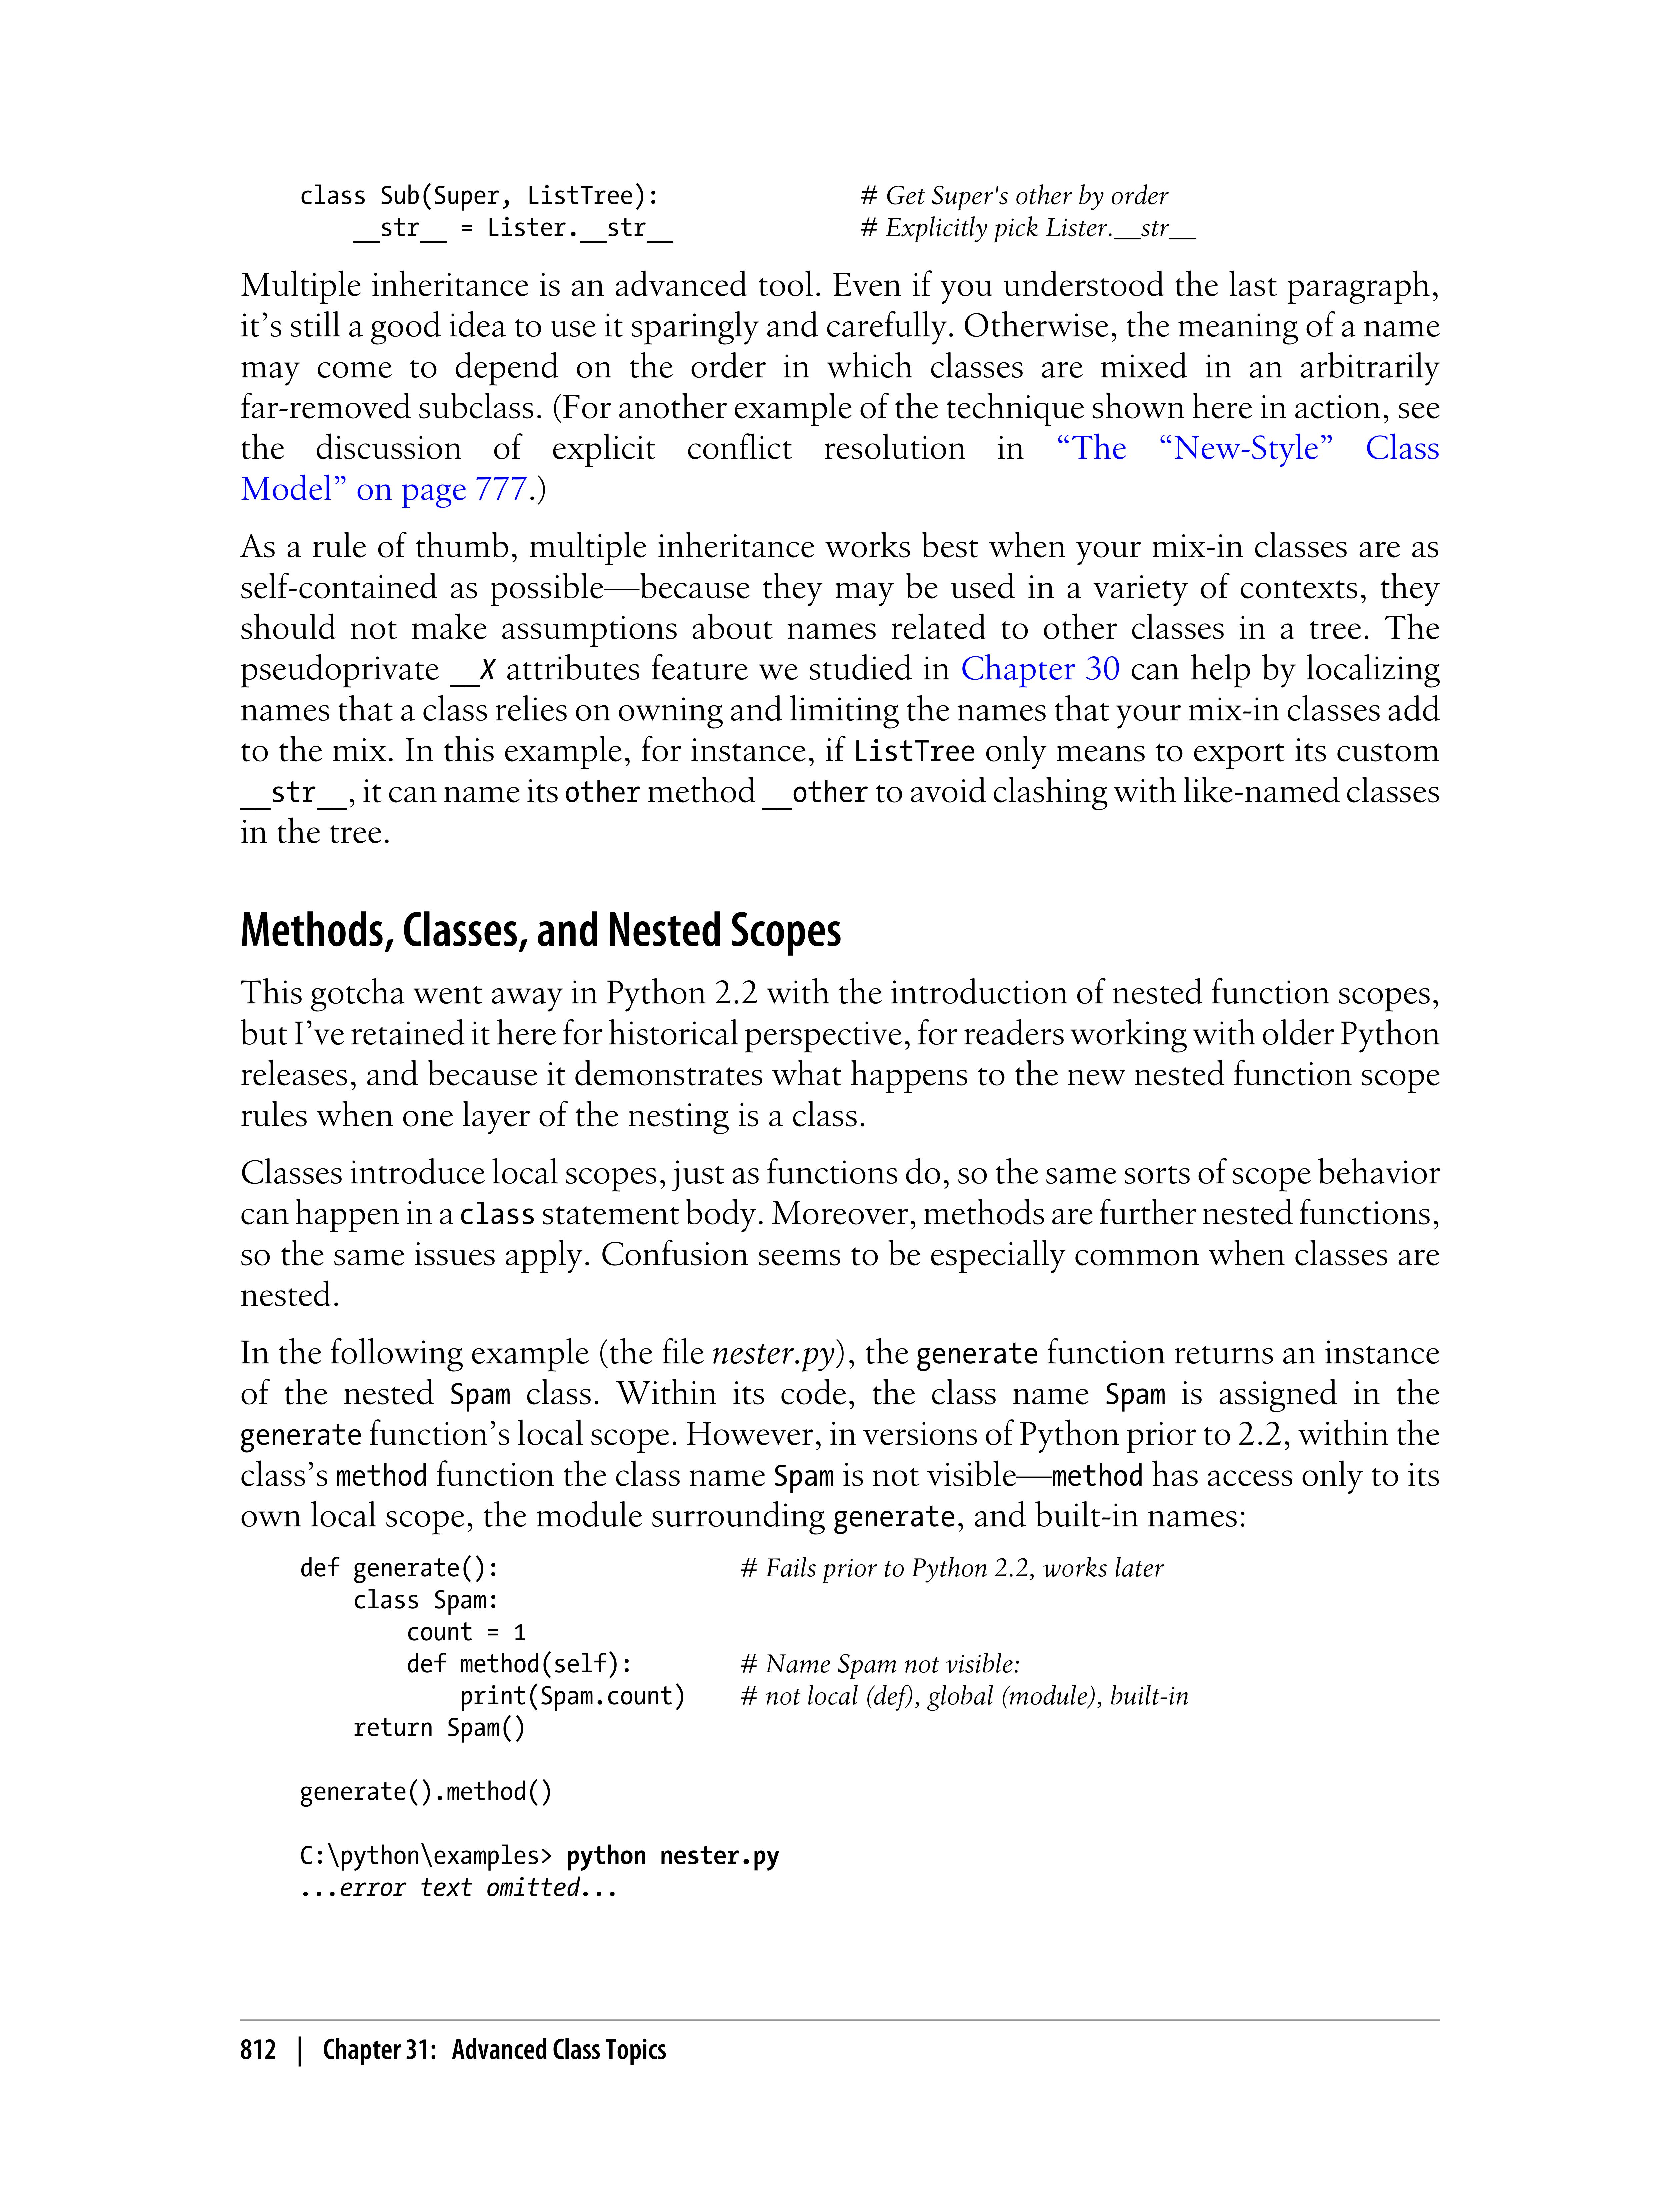 class Sub(Super, ListTree):                # Get Super's other by order
    __str__ = Lister.__str__               # Explicitly pick Lister.__str__
Multiple inheritance is an advanced tool. Even if you understood the last paragraph,
it’s still a good idea to use it sparingly and carefully. Otherwise, the meaning of a name
may come to depend on the order in which classes are mixed in an arbitrarily
far-removed subclass. (For another example of the technique shown here in action, see
the discussion of explicit conflict resolution in “The “New-Style” Class
Model” on page 777.)
As a rule of thumb, multiple inheritance works best when your mix-in classes are as
self-contained as possible—because they may be used in a variety of contexts, they
should not make assumptions about names related to other classes in a tree. The
pseudoprivate __X attributes feature we studied in Chapter 30 can help by localizing
names that a class relies on owning and limiting the names that your mix-in classes add
to the mix. In this example, for instance, if ListTree only means to export its custom
__str__, it can name its other method __other to avoid clashing with like-named classes
in the tree.
Methods, Classes, and Nested Scopes
This gotcha went away in Python 2.2 with the introduction of nested function scopes,
but I’ve retained it here for historical perspective, for readers working with older Python
releases, and because it demonstrates what happens to the new nested function scope
rules when one layer of the nesting is a class.
Classes introduce local scopes, just as functions do, so the same sorts of scope behavior
can happen in a class statement body. Moreover, methods are further nested functions,
so the same issues apply. Confusion seems to be especially common when classes are
nested.
In the following example (the file nester.py), the generate function returns an instance
of the nested Spam class. Within its code, the class name Spam is assigned in the
generate function’s local scope. However, in versions of Python prior to 2.2, within the
class’s method function the class name Spam is not visible—method has access only to its
own local scope, the module surrounding generate, and built-in names:
def generate():                  # Fails prior to Python 2.2, works later
    class Spam:
        count = 1
        def method(self):        # Name Spam not visible:
            print(Spam.count)    # not local (def), global (module), built-in
    return Spam()
generate().method()
C:\python\examples> python nester.py
...error text omitted...
812 | Chapter 31: Advanced Class Topics